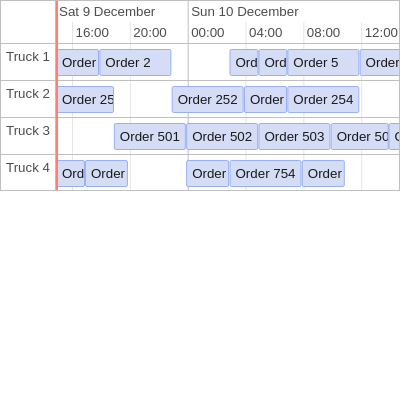 Sat 9 December Sun 10 December
16:00 20:00 00:00 04:00 08:00 12:00
Truck 1 Order Order 2 Ord Ord Order 5 Order
Truck 2 Order 25 Order 252 Order Order 254
Truck 3 Order 501 Order 502 Order 503 Order 50
Truck 4 Ord Order Order Order 754 Order